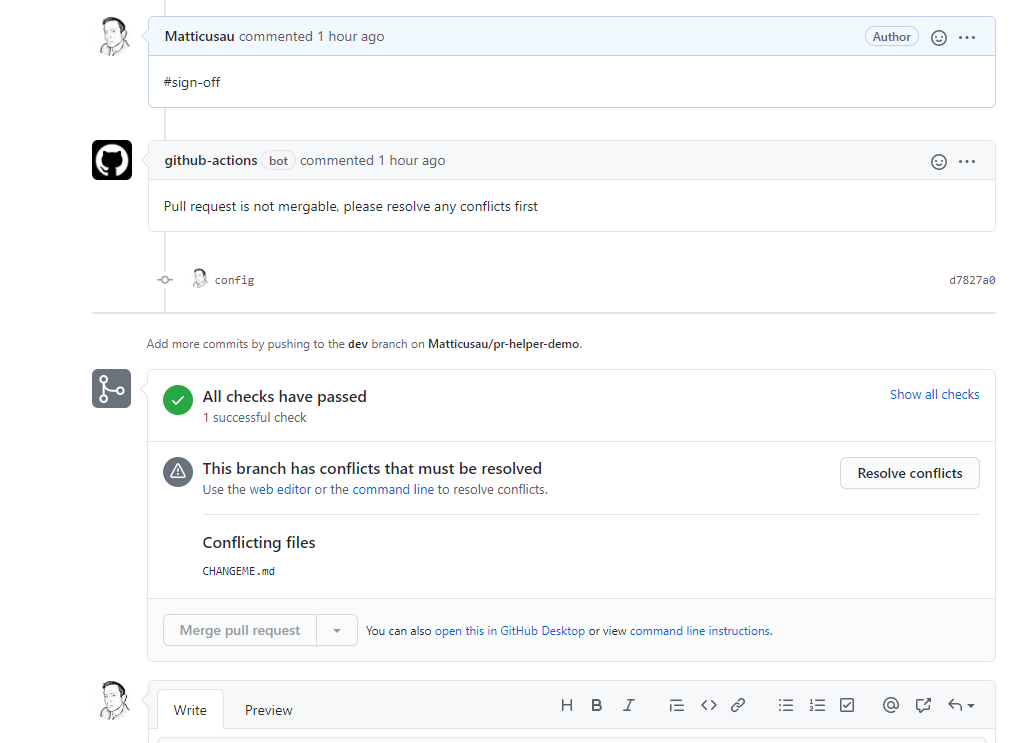 Matticusau commented 1 hour ago Author
#sign-off
github-actions bot commented 1 hour ago
Pull request is not mergable, please resolve any conflicts first
config d7827a0
Add more commits by pushing to the dev branch on Matticusau/pr-helper-demo.
All checks have passed Show all checks
1 successful check
This branch has conflicts that must be resolved
Use the web editor or the command line to resolve conflicts.
Resolve conflicts
Conflicting files
CHANGEME.md
Merge pull request You can also open this in GitHub Desktop or view command line instructions.
Write Preview